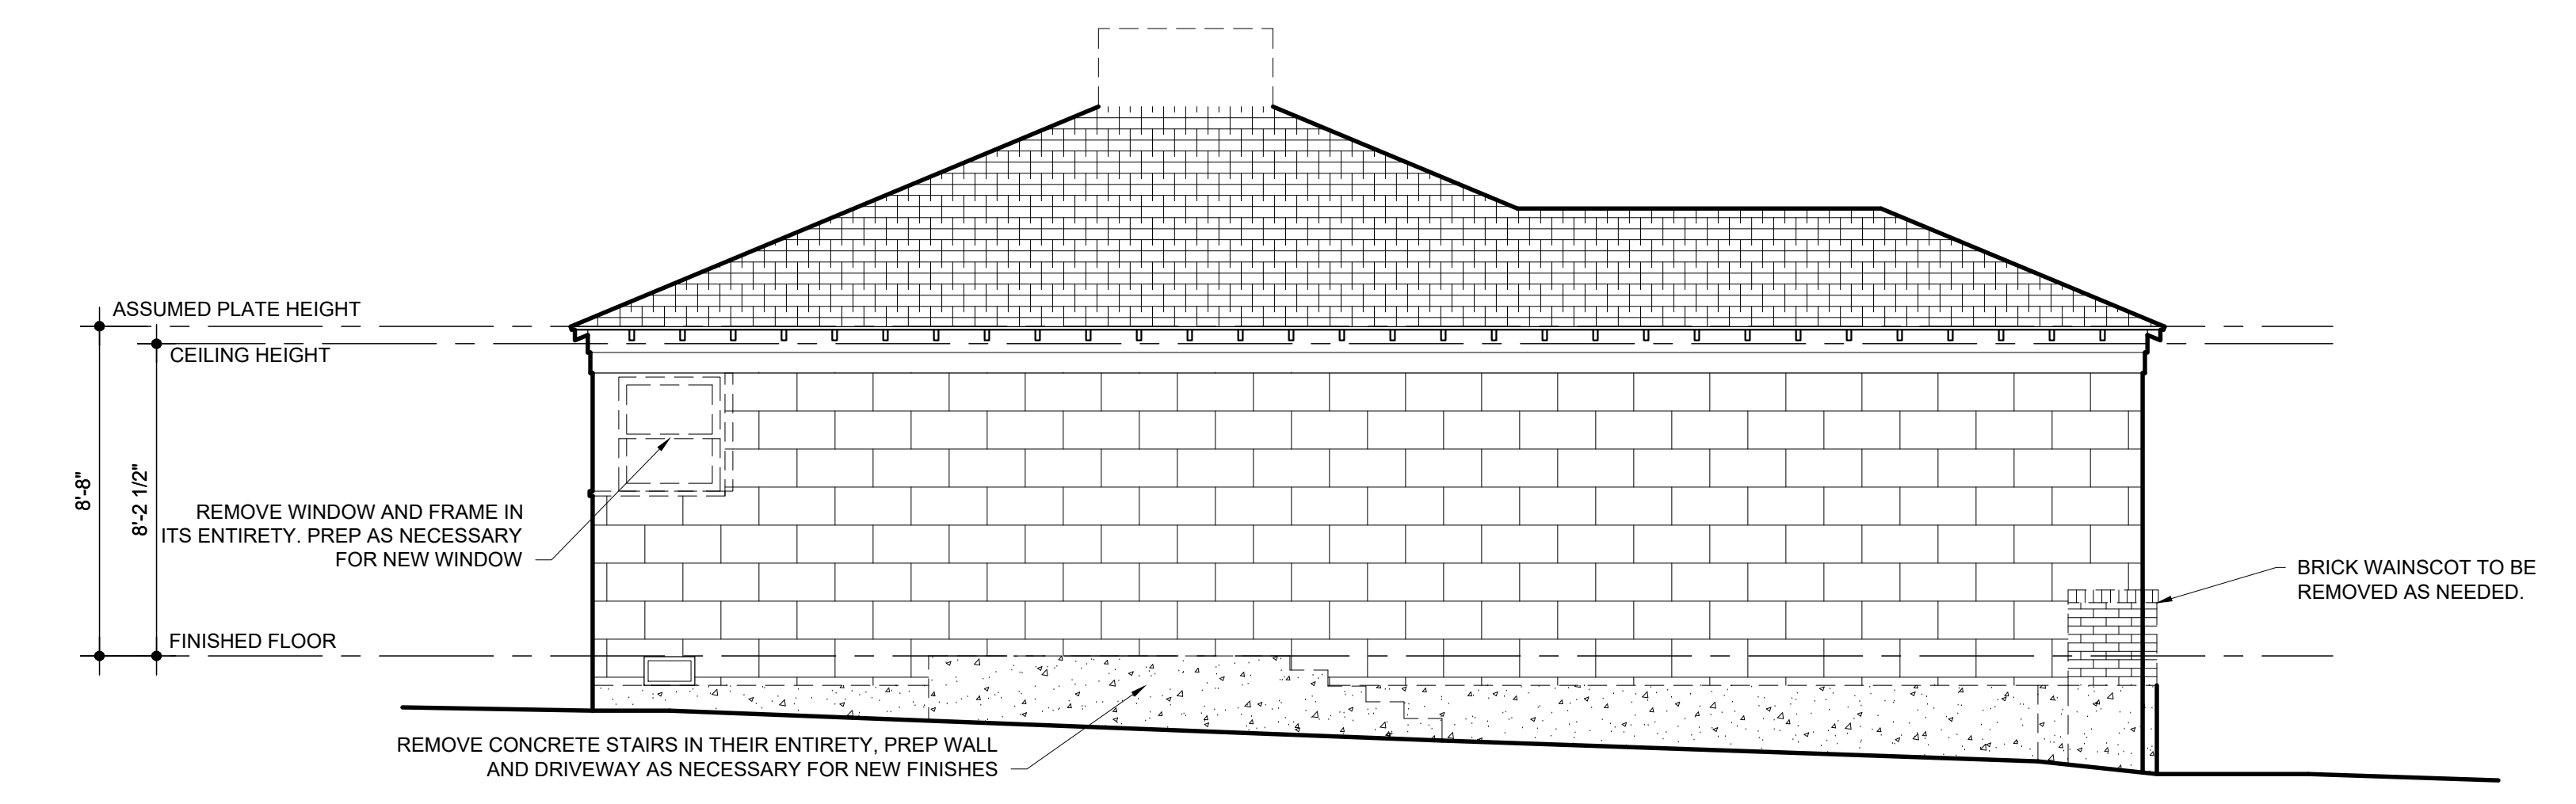 ASSUMED PLATE HEIGHT
CEILING HEIGHT
8'-8"
8'-2 1/2"
REMOVE WINDOW AND FRAME IN
ITS ENTIRETY. PREP AS NECESSARY
FOR NEW WINDOW
BRICK WAINSCOT TO BE
REMOVED AS NEEDED.
FINISHED FLOOR
REMOVE CONCRETE STAIRS IN THEIR ENTIRETY, PREP WALL
AND DRIVEWAY AS NECESSARY FOR NEW FINISHES